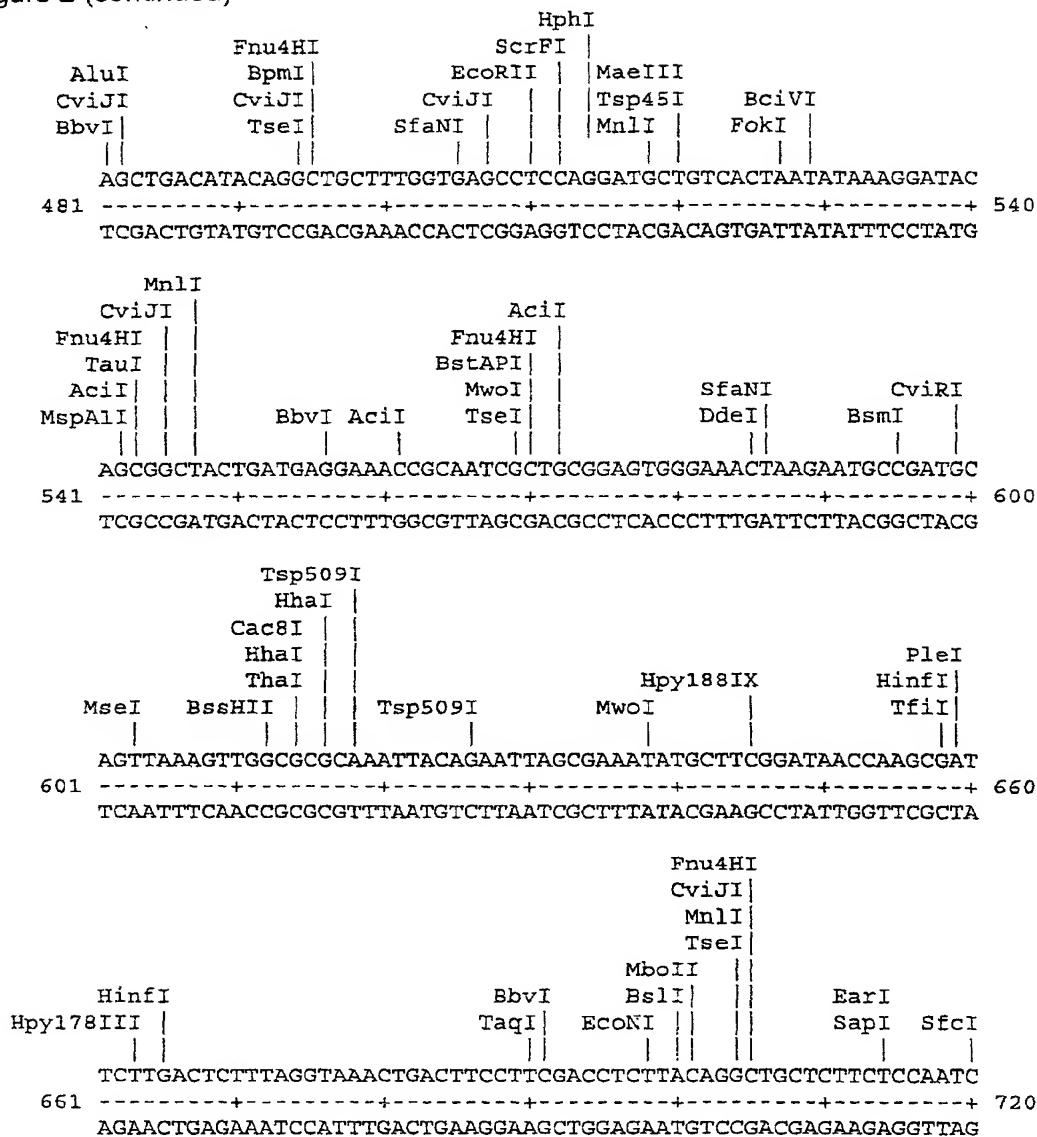 igure 2 (continued)
HphI
Fnu4HI ScrFI |
AluI BpmI| EcoRII | |MaeIII
CviJI CviJI| CviJI | | |Tsp45I BciVI
BbvI| TseI| SfaNI | | | |MnlI | FokI |
|| || | | | | | | | |
AGCTGACATACAGGCTGCTTTGGTGAGCCTCCAGGATGCTGTCACTAATATAAAGGATAC
481 ---------+---------+---------+---------+---------+---------+ 540
TCGACTGTATGTCCGACGAAACCACTCGGAGGTCCTACGACAGTGATTATATTTCCTATG
MnlI
CviJI |
Fnu4HI | | AciI
TauI | | Fnu4HI |
AciI| | | BstAPI| |
MspAlI| | | MwoI| | SfaNI CviRI
|| | | BbvI AciI TseI| | DdeI| BsmI |
AGCGGCTACTGATGAGGAAACCGCAATCGCTGCGGAGTGGGAAACTAAGAATGCCGATGC
541 ---------+---------+---------+---------+---------+---------+ 600
TCGCCGATGACTACTCCTTTGGCGTTAGCGACGCCTCACCCTTTGATTCTTACGGCTACG
Tsp509I
HhaI |
Cac8I | |
HhaI | | PleI
ThaI | | Hpy188IX HinfI|
MseI BssHII | | | Tsp509I MwoI | TfiI|
AGTTAAAGTTGGCGCGCAAATTACAGAATTAGCGAAATATGCTTCGGATAACCAAGCGAT
601 ---------+---------+---------+---------+---------+---------+ 660
TCAATTTCAACCGCGCGTTTAATGTCTTAATCGCTTTATACGAAGCCTATTGGTTCGCTA
Fnu4HI
CviJI|
MnlI|
TseI|
MboII ||
HinfI BbvI BslI| || EarI
Hpy178III | TaqI| EcoNI || || SapI SfcI
TCTTGACTCTTTAGGTAAACTGACTTCCTTCGACCTCTTACAGGCTGCTCTTCTCCAATC
661 ---------+---------+---------+---------+---------+---------+ 720
AGAACTGAGAAATCCATTTGACTGAAGGAAGCTGGAGAATGTCCGACGAGAAGAGGTTAG